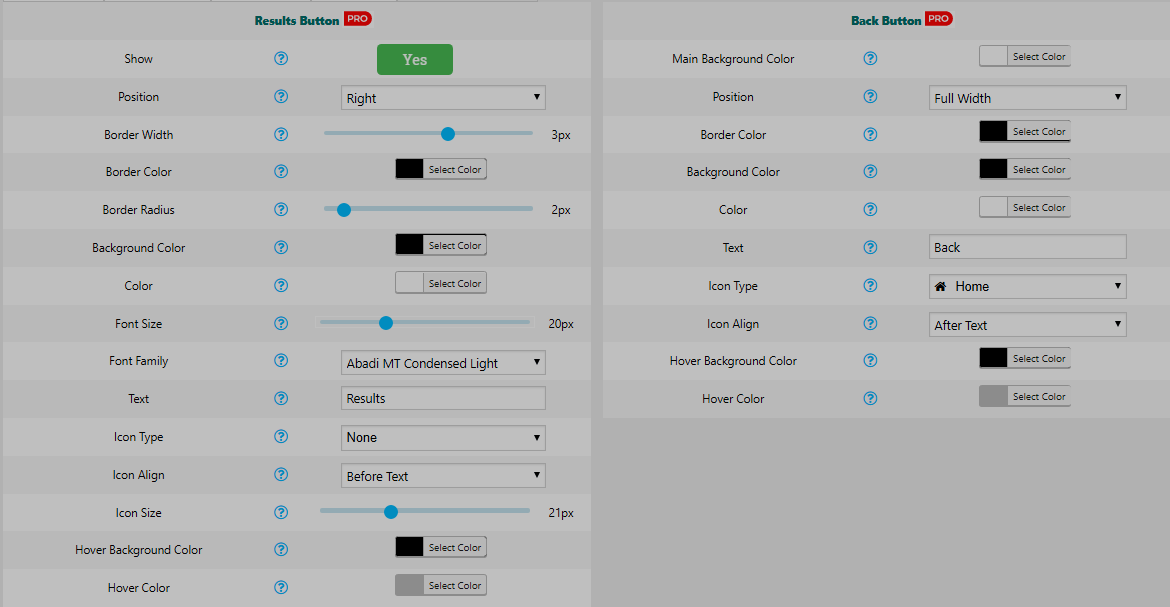 Results Button PRO
Show ? Yes
Position ? Right
Border Width ? 3px
Border Color ? Select Color
Border Radius ? 2px
Background Color ? Select Color
Color ? Select Color
Font Size ? 20px
Font Family ? Abadi MT Condensed Light
Text ? Results
Icon Type ? None
Icon Align ? Before Text
Icon Size ? 21px
Hover Background Color ? Select Color
Hover Color ? Select Color
Back Button PRO
Main Background Color ? Select Color
Position ? Full Width
Border Color ? Select Color
Background Color ? Select Color
Color ? Select Color
Text ? Back
Icon Type ? Home
Icon Align ? After Text
Hover Background Color ? Select Color
Hover Color ? Select Color